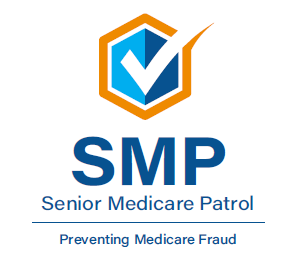 SMP
Senior Medicare Patrol
Preventing Medicare Fraud